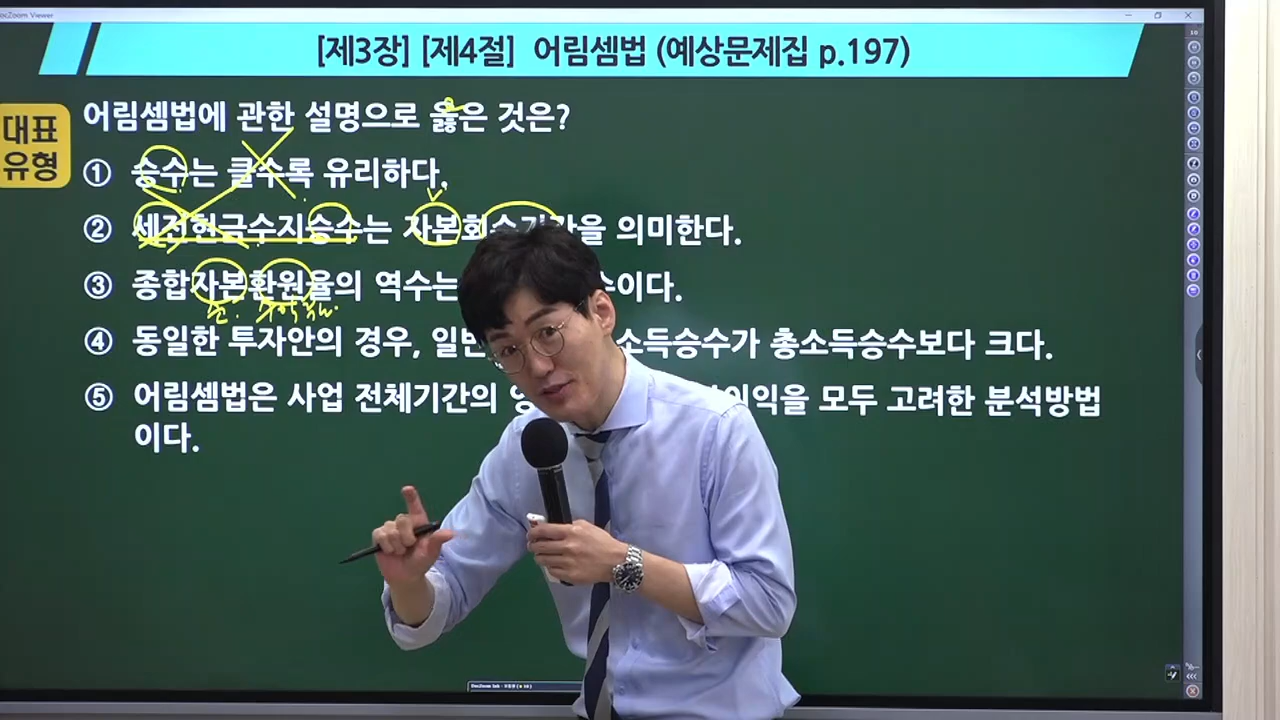 DocZoom Viewer
[제3장] [제4절] 어림셈법 (예상문제집 p.197)
대표
유형
어림셈법에 관한 설명으로 옳은 것은?
① 승수는 클수록 유리하다.
② 세전현금수지승수는 자본회수기간을 의미한다.
③ 종합자본환원율의 역수는 수이다.
④ 동일한 투자안의 경우, 일반 소득승수가 총소득승수보다 크다.
⑤ 어림셈법은 사업 전체기간의 이익을 모두 고려한 분석방법
이다.